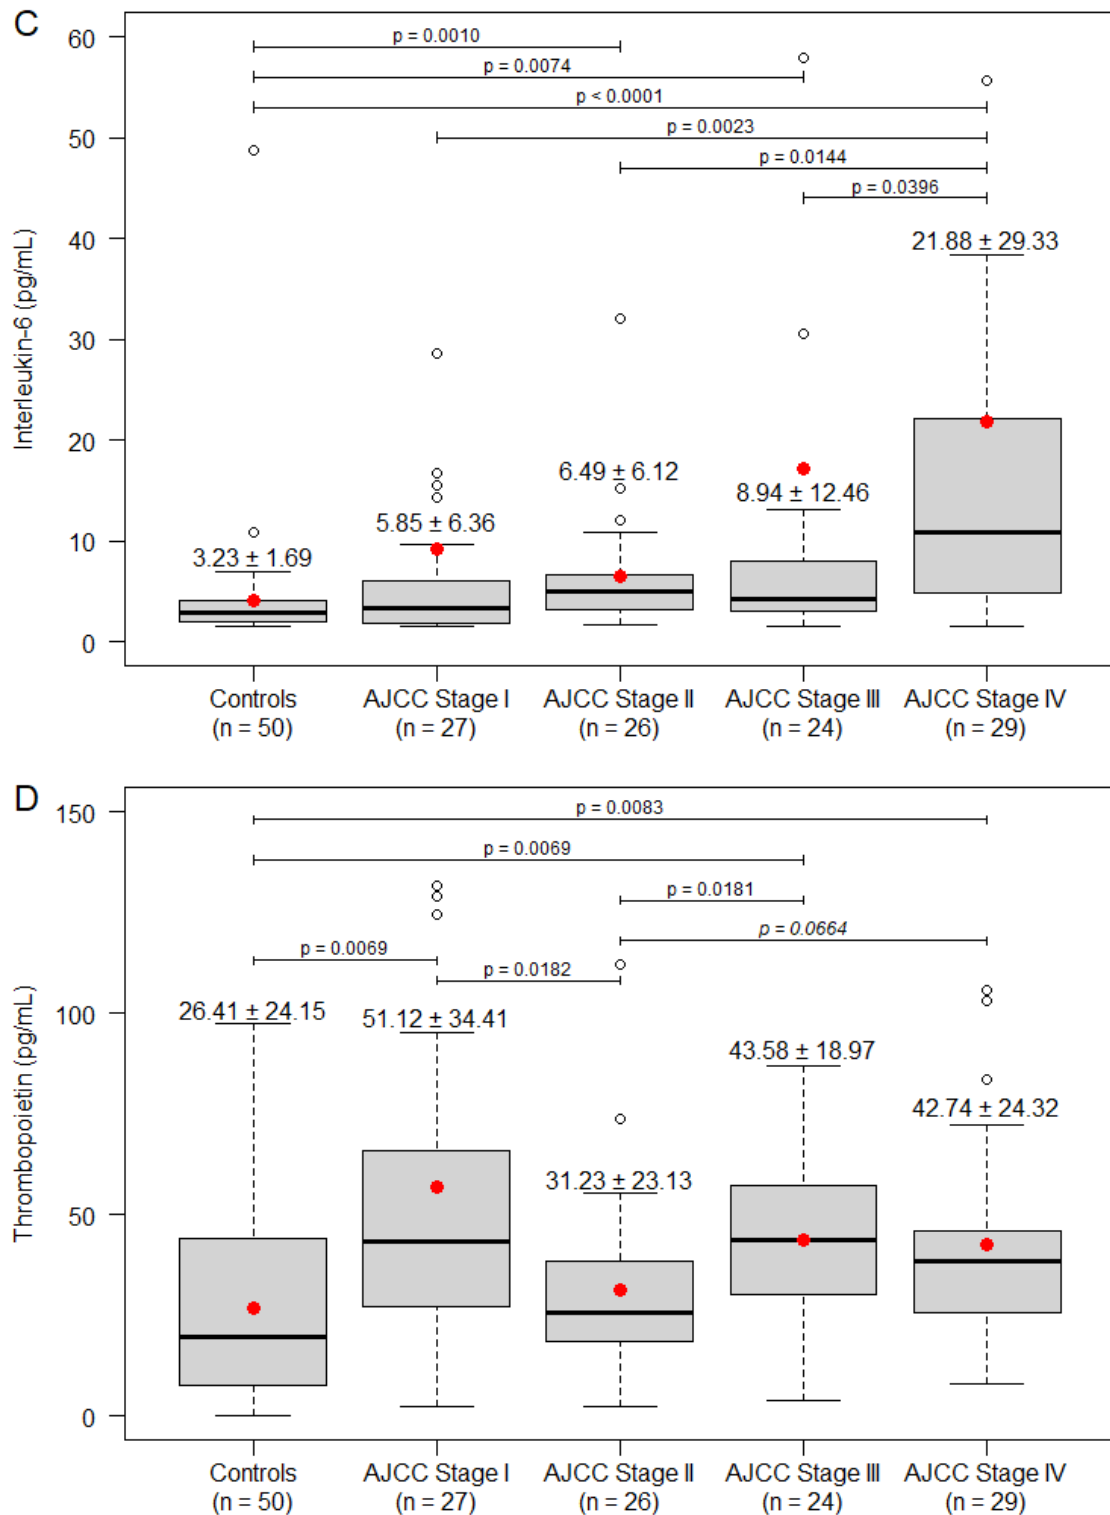 C
60
50
40
30
20
10
0
Interleukin-6 (pg/mL)
p = 0.0010
p = 0.0074
p < 0.0001
p = 0.0023
p = 0.0144
p = 0.0396
3.23 ± 1.69
5.85 ± 6.36
6.49 ± 6.12
8.94 ± 12.46
21.88 ± 29.33
Controls
(n = 50)
AJCC Stage I
(n = 27)
AJCC Stage II
(n = 26)
AJCC Stage III
(n = 24)
AJCC Stage IV
(n = 29)
D
150
100
50
0
Thrombopoietin (pg/mL)
p = 0.0083
p = 0.0069
p = 0.0181
p = 0.0664
p = 0.0069
p = 0.0182
26.41 ± 24.15
51.12 ± 34.41
31.23 ± 23.13
43.58 ± 18.97
42.74 ± 24.32
Controls
(n = 50)
AJCC Stage I
(n = 27)
AJCC Stage II
(n = 26)
AJCC Stage III
(n = 24)
AJCC Stage IV
(n = 29)